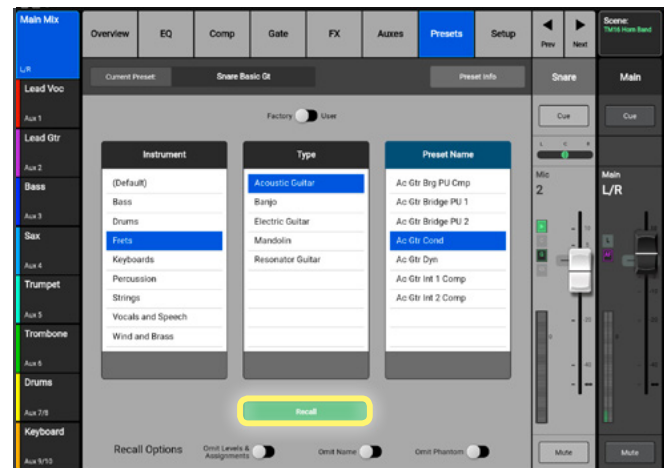 Main Mix
L/R
Lead Voc
Aux 1
Lead Gtr
Aux 2
Bass
Aux 3
Sax
Aux 4
Trumpet
Aux 5
Trombone
Aux 6
Drums
Aux 7/8
Keyboard
Aux 9/10
Overview EQ Comp Gate FX Auxes Presets Setup
Prev Next
Scene:
TM16 Horn Band
Current Preset: Snare Basic Gt Preset Info
Factory User
Instrument
(Default)
Bass
Drums
Frets
Keyboards
Percussion
Strings
Vocals and Speech
Wind and Brass
Type
Acoustic Guitar
Banjo
Electric Guitar
Mandolin
Resonator Guitar
Preset Name
Ac Gtr Brg PU Cmp
Ac Gtr Bridge PU 1
Ac Gtr Bridge PU 2
Ac Gtr Cond
Ac Gtr Dyn
Ac Gtr Int 1 Comp
Ac Gtr Int 2 Comp
Recall
Recall Options
Omit Levels &
Assignments
Omit Name
Omit Phantom
Snare
Cue
L C R
Mic
2
10
20
40
Mute
Main
Cue
Main
L/R
Mute